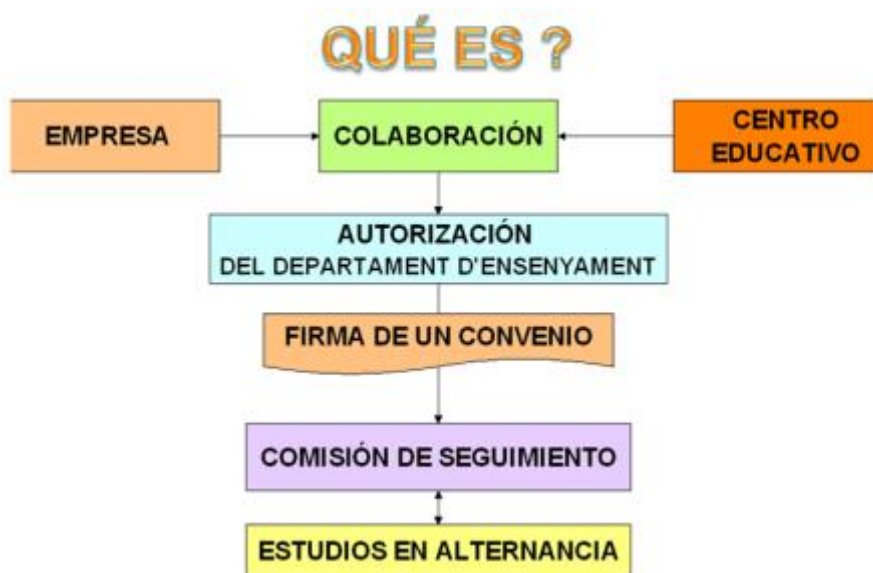 QUÉ ES ?
EMPRESA
COLABORACIÓN
CENTRO
EDUCATIVO
AUTORIZACIÓN
DEL DEPARTAMENT D'ENSENYAMENT
FIRMA DE UN CONVENIO
COMISIÓN DE SEGUIMIENTO
ESTUDIOS EN ALTERNANCIA